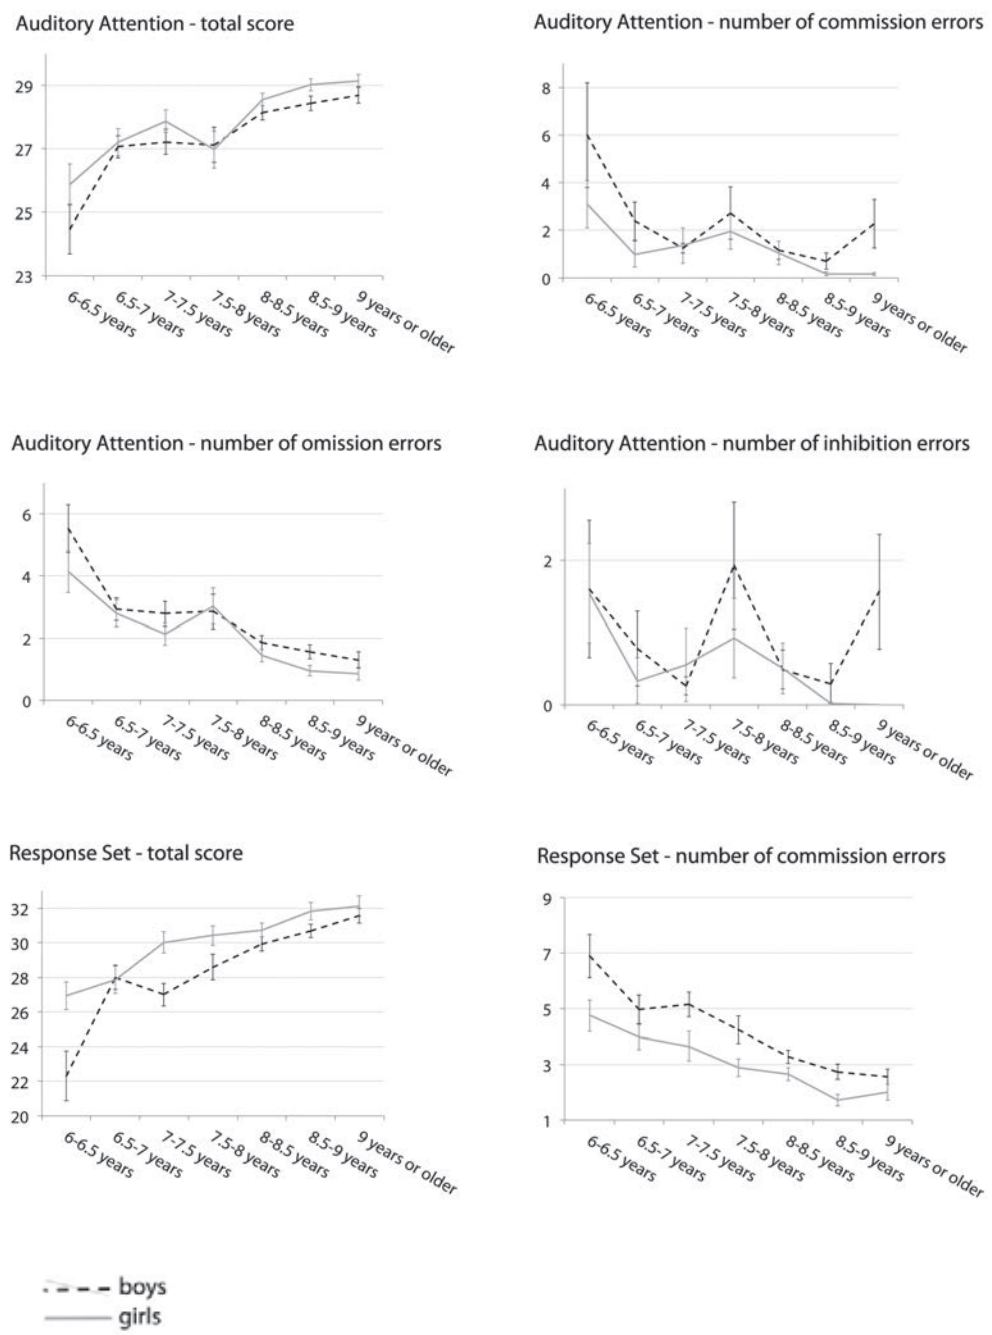 Auditory Attention - total score
29
27
25
23
6-6.5 years
6.5-7 years
7-7.5 years
7.5-8 years
8-8.5 years
8.5-9 years
9 years or older
Auditory Attention - number of commission errors
8
6
4
2
0
6-6.5 years
6.5-7 years
7-7.5 years
7.5-8 years
8-8.5 years
8.5-9 years
9 years or older
Auditory Attention - number of omission errors
6
4
2
0
6-6.5 years
6.5-7 years
7-7.5 years
7.5-8 years
8-8.5 years
8.5-9 years
9 years or older
Auditory Attention - number of inhibition errors
2
0
6-6.5 years
6.5-7 years
7-7.5 years
7.5-8 years
8-8.5 years
8.5-9 years
9 years or older
Response Set - total score
32
30
28
26
24
22
20
6-6.5 years
6.5-7 years
7-7.5 years
7.5-8 years
8-8.5 years
8.5-9 years
9 years or older
Response Set - number of commission errors
9
7
5
3
1
6-6.5 years
6.5-7 years
7-7.5 years
7.5-8 years
8-8.5 years
8.5-9 years
9 years or older
boys
girls